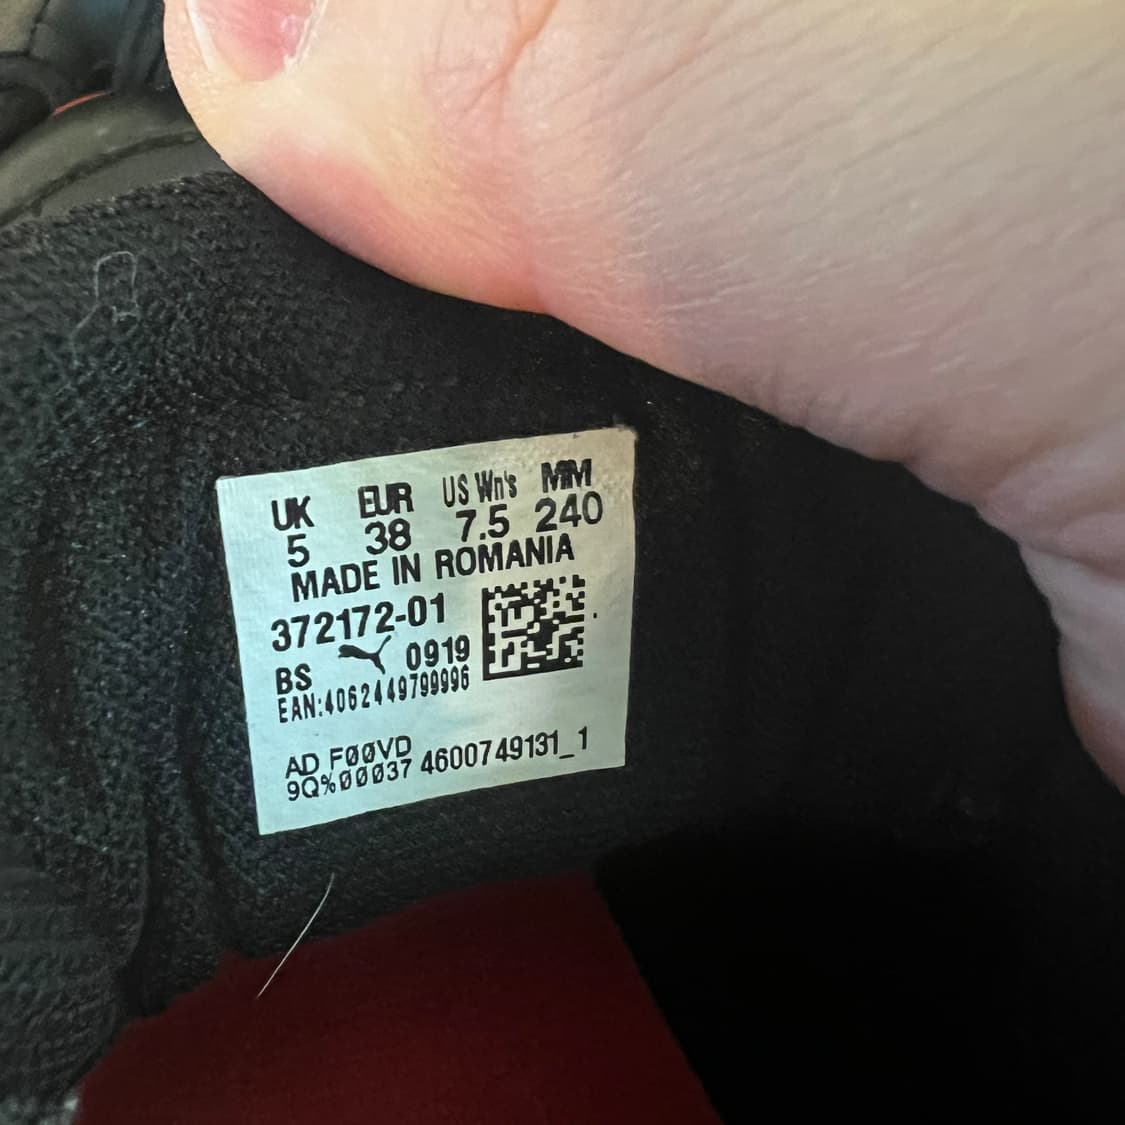 UK EUR US Wn's MM
5 38 7.5 240
MADE IN ROMANIA
372172-01
BS 0919
EAN:4062449799996
AD F00VD
9Q%00037 4600749131_1